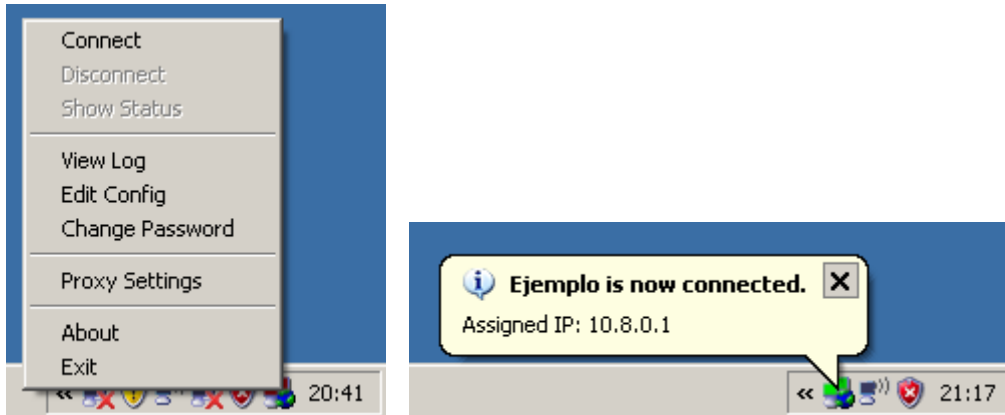 Connect
Disconnect
Show Status
View Log
Edit Config
Change Password
Proxy Settings
About
Exit
20:41
Ejemplo is now connected.
Assigned IP: 10.8.0.1
21:17